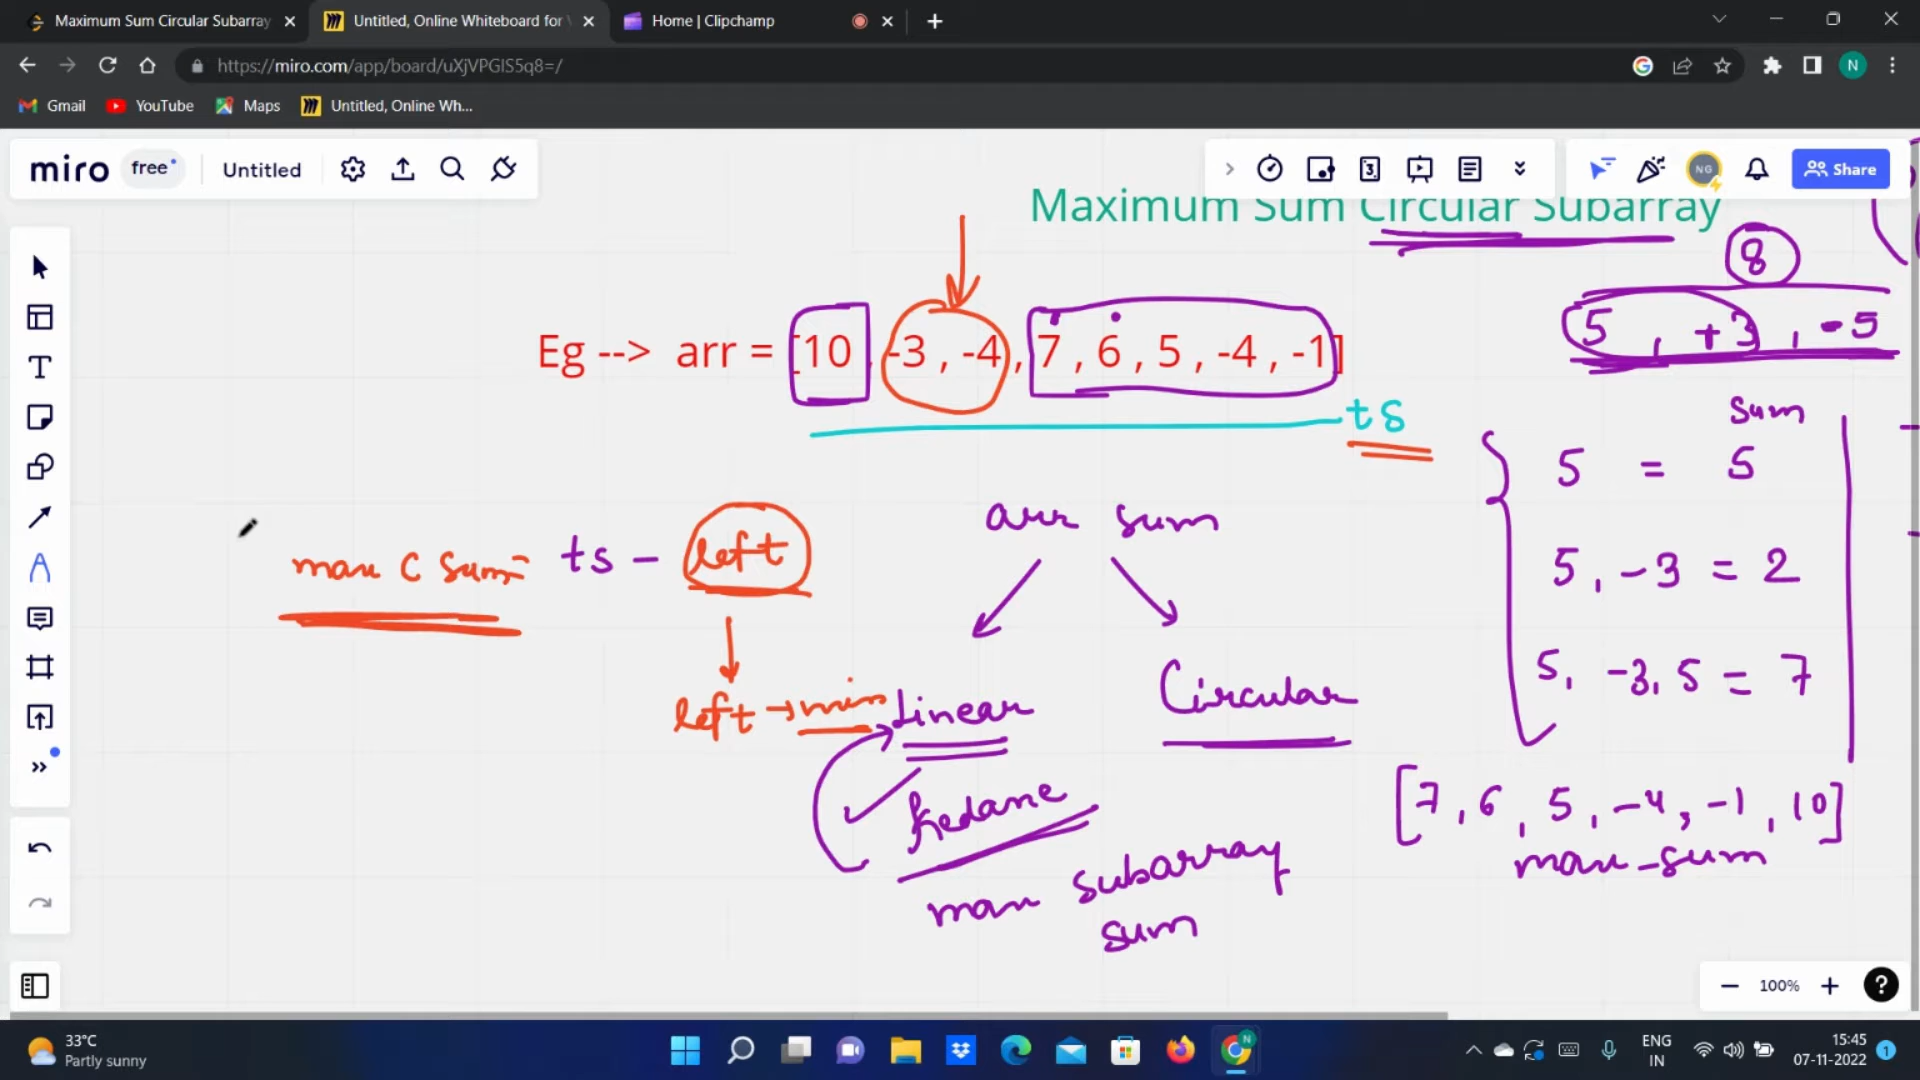 Maximum Sum Circular Subarray
Untitled, Online Whiteboard for
Home | Clipchamp
https://miro.com/app/board/uXjVPGIS5q8=/
N
Gmail
YouTube
Maps
Untitled, Online Wh...
miro
free
Untitled
NG
Share
Maximum Sum Circular Subarray
8
5 , +3 , -5
Eg --> arr = [10 , -3 , -4 , 7 , 6 , 5 , -4 , -1]
ts
sum
5 = 5
5 , -3 = 2
5, -3, 5 = 7
max c sum = ts - left
left → min
arr sum
Linear
Circular
Kedane
max subarray
sum
[7, 6, 5, -4, -1, 10]
max-sum
100%
33°C
Partly sunny
ENG
IN
15:45
07-11-2022
1